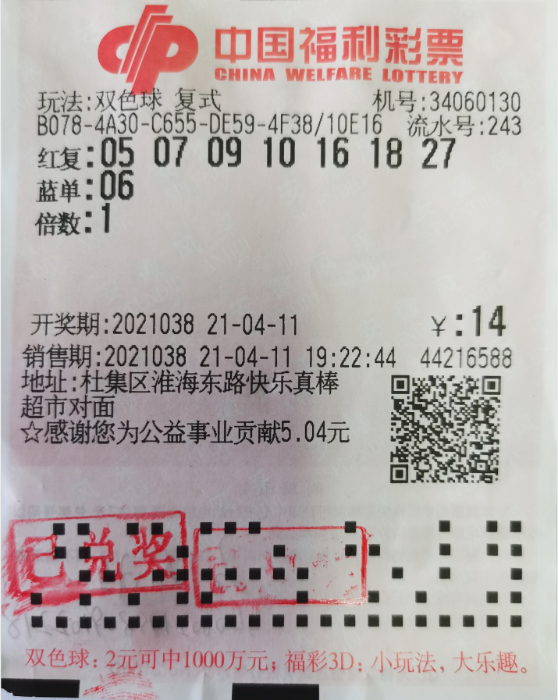 中国福利彩票
CHINA WELFARE LOTTERY
玩法:双色球 复式 机号:34060130
B078-4A30-C655-DE59-4F38/10E16 流水号:243
红复:05 07 09 10 16 18 27
蓝单:06
倍数:1
开奖期:2021038 21-04-11 ¥:14
销售期:2021038 21-04-11 19:22:44 44216588
地址:杜集区淮海东路快乐真棒
超市对面
☆感谢您为公益事业贡献5.04元
已兑奖
双色球:2元可中1000万元;福彩3D:小玩法,大乐趣。